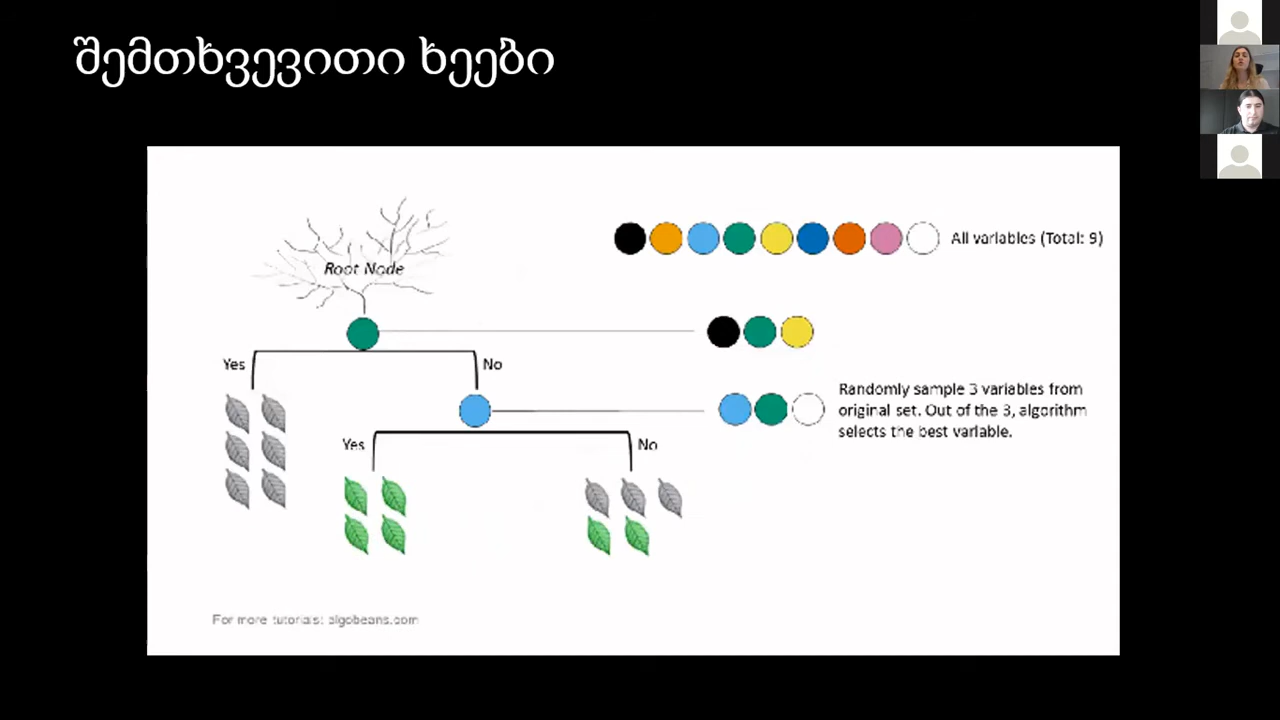 შემთხვევითი ხეები
Root Node
All variables (Total: 9)
Yes
No
Randomly sample 3 variables from
original set. Out of the 3, algorithm
selects the best variable.
Yes
No
For more tutorials: algobeans.com